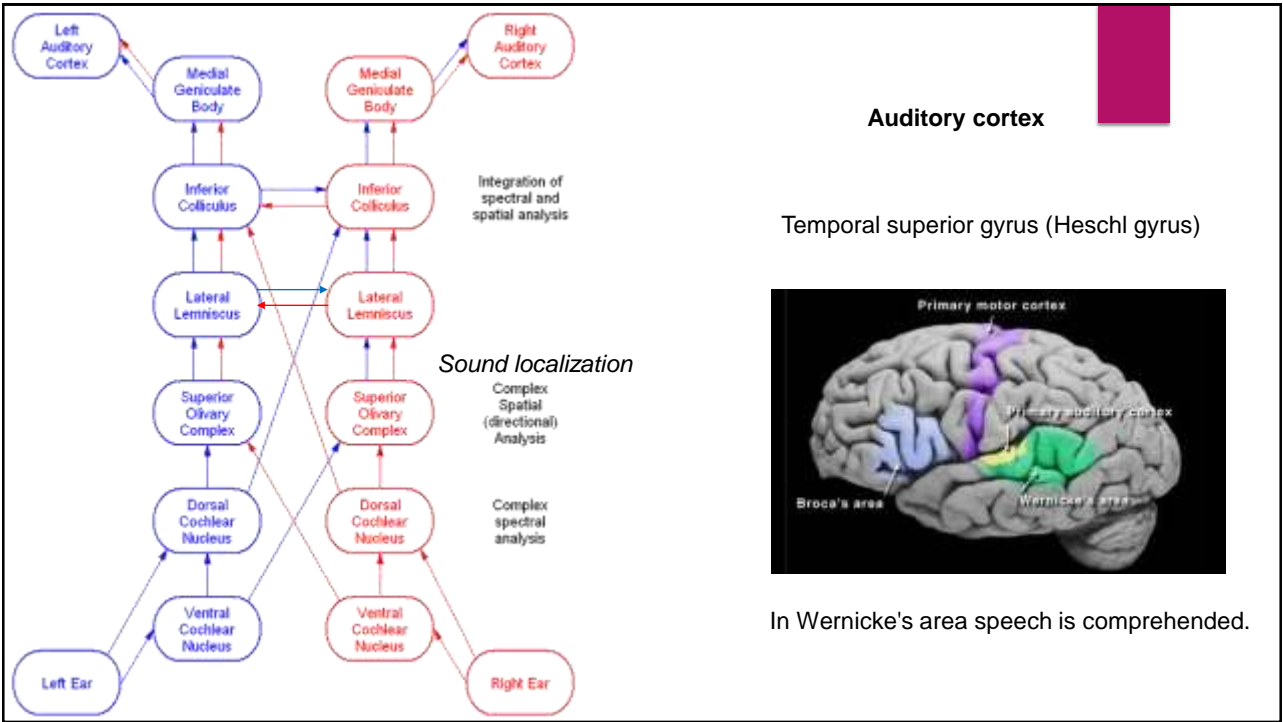 Left
Auditory
Cortex
Right
Auditory
Cortex
Medial
Geniculate
Body
Medial
Geniculate
Body
Inferior
Colliculus
Inferior
Colliculus
Integration of
spectral and
spatial analysis
Lateral
Lemniscus
Lateral
Lemniscus
Sound localization
Superior
Olivary
Complex
Superior
Olivary
Complex
Complex
Spatial
(directional)
Analysis
Dorsal
Cochlear
Nucleus
Dorsal
Cochlear
Nucleus
Complex
spectral
analysis
Ventral
Cochlear
Nucleus
Ventral
Cochlear
Nucleus
Left Ear
Right Ear
Auditory cortex
Temporal superior gyrus (Heschl gyrus)
Primary motor cortex
Primary auditory cortex
Broca's area
Wernicke's area
In Wernicke's area speech is comprehended.